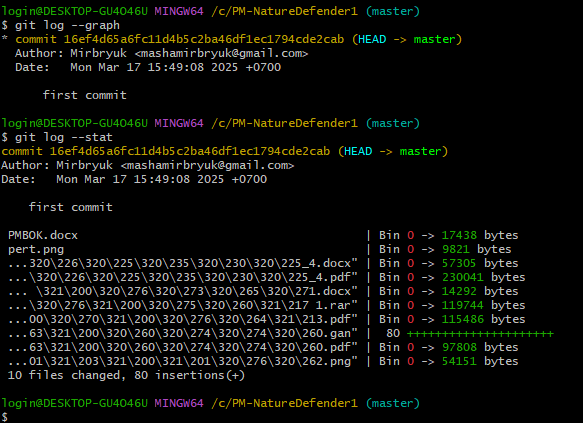 login@DESKTOP-GU4O46U MINGW64 /c/PM-NatureDefender1 (master)
$ git log --graph
* commit 16ef4d65a6fc11d4b5c2ba46df1ec1794cde2cab (HEAD -> master)
  Author: Mirbryuk <mashamirbryuk@gmail.com>
  Date:   Mon Mar 17 15:49:08 2025 +0700

      first commit

login@DESKTOP-GU4O46U MINGW64 /c/PM-NatureDefender1 (master)
$ git log --stat
commit 16ef4d65a6fc11d4b5c2ba46df1ec1794cde2cab (HEAD -> master)
Author: Mirbryuk <mashamirbryuk@gmail.com>
Date:   Mon Mar 17 15:49:08 2025 +0700

    first commit

 PMBOK.docx                                         | Bin 0 -> 17438 bytes
 pert.png                                           | Bin 0 -> 9821 bytes
 ...320\226\320\225\320\235\320\230\320\225_4.docx" | Bin 0 -> 57305 bytes
 ...\320\226\320\225\320\235\320\230\320\225_4.pdf" | Bin 0 -> 230041 bytes
 ... \321\200\320\276\320\273\320\265\320\271.docx" | Bin 0 -> 14292 bytes
 ...\320\276\321\200\320\275\320\260\321\217 1.rar" | Bin 0 -> 119744 bytes
 ...00\320\270\321\200\320\276\320\264\321\213.pdf" | Bin 0 -> 115486 bytes
 ...63\321\200\320\260\320\274\320\274\320\260.gan" |  80 +++++++++++++++++++++
 ...63\321\200\320\260\320\274\320\274\320\260.pdf" | Bin 0 -> 97808 bytes
 ...01\321\203\321\200\321\201\320\276\320\262.png" | Bin 0 -> 54151 bytes
 10 files changed, 80 insertions(+)

login@DESKTOP-GU4O46U MINGW64 /c/PM-NatureDefender1 (master)
$